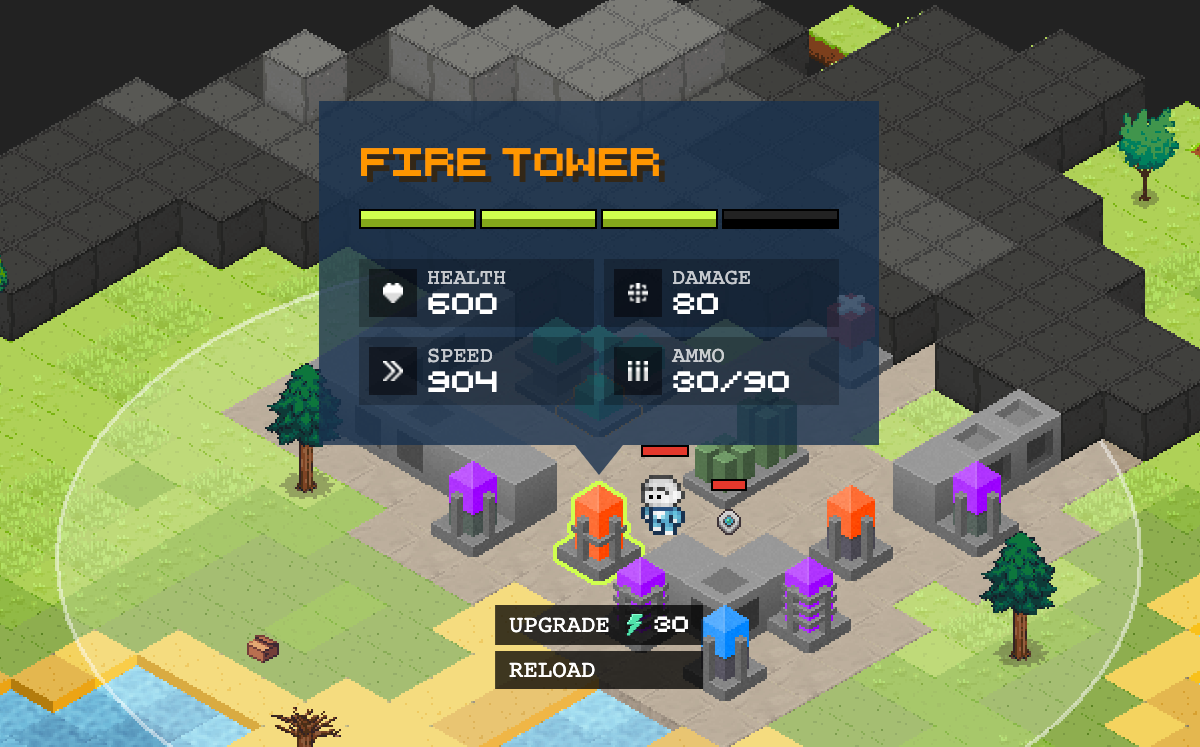 FIRE TOWER
HEALTH
600
DAMAGE
80
SPEED
904
AMMO
30/90
UPGRADE 30
RELOAD